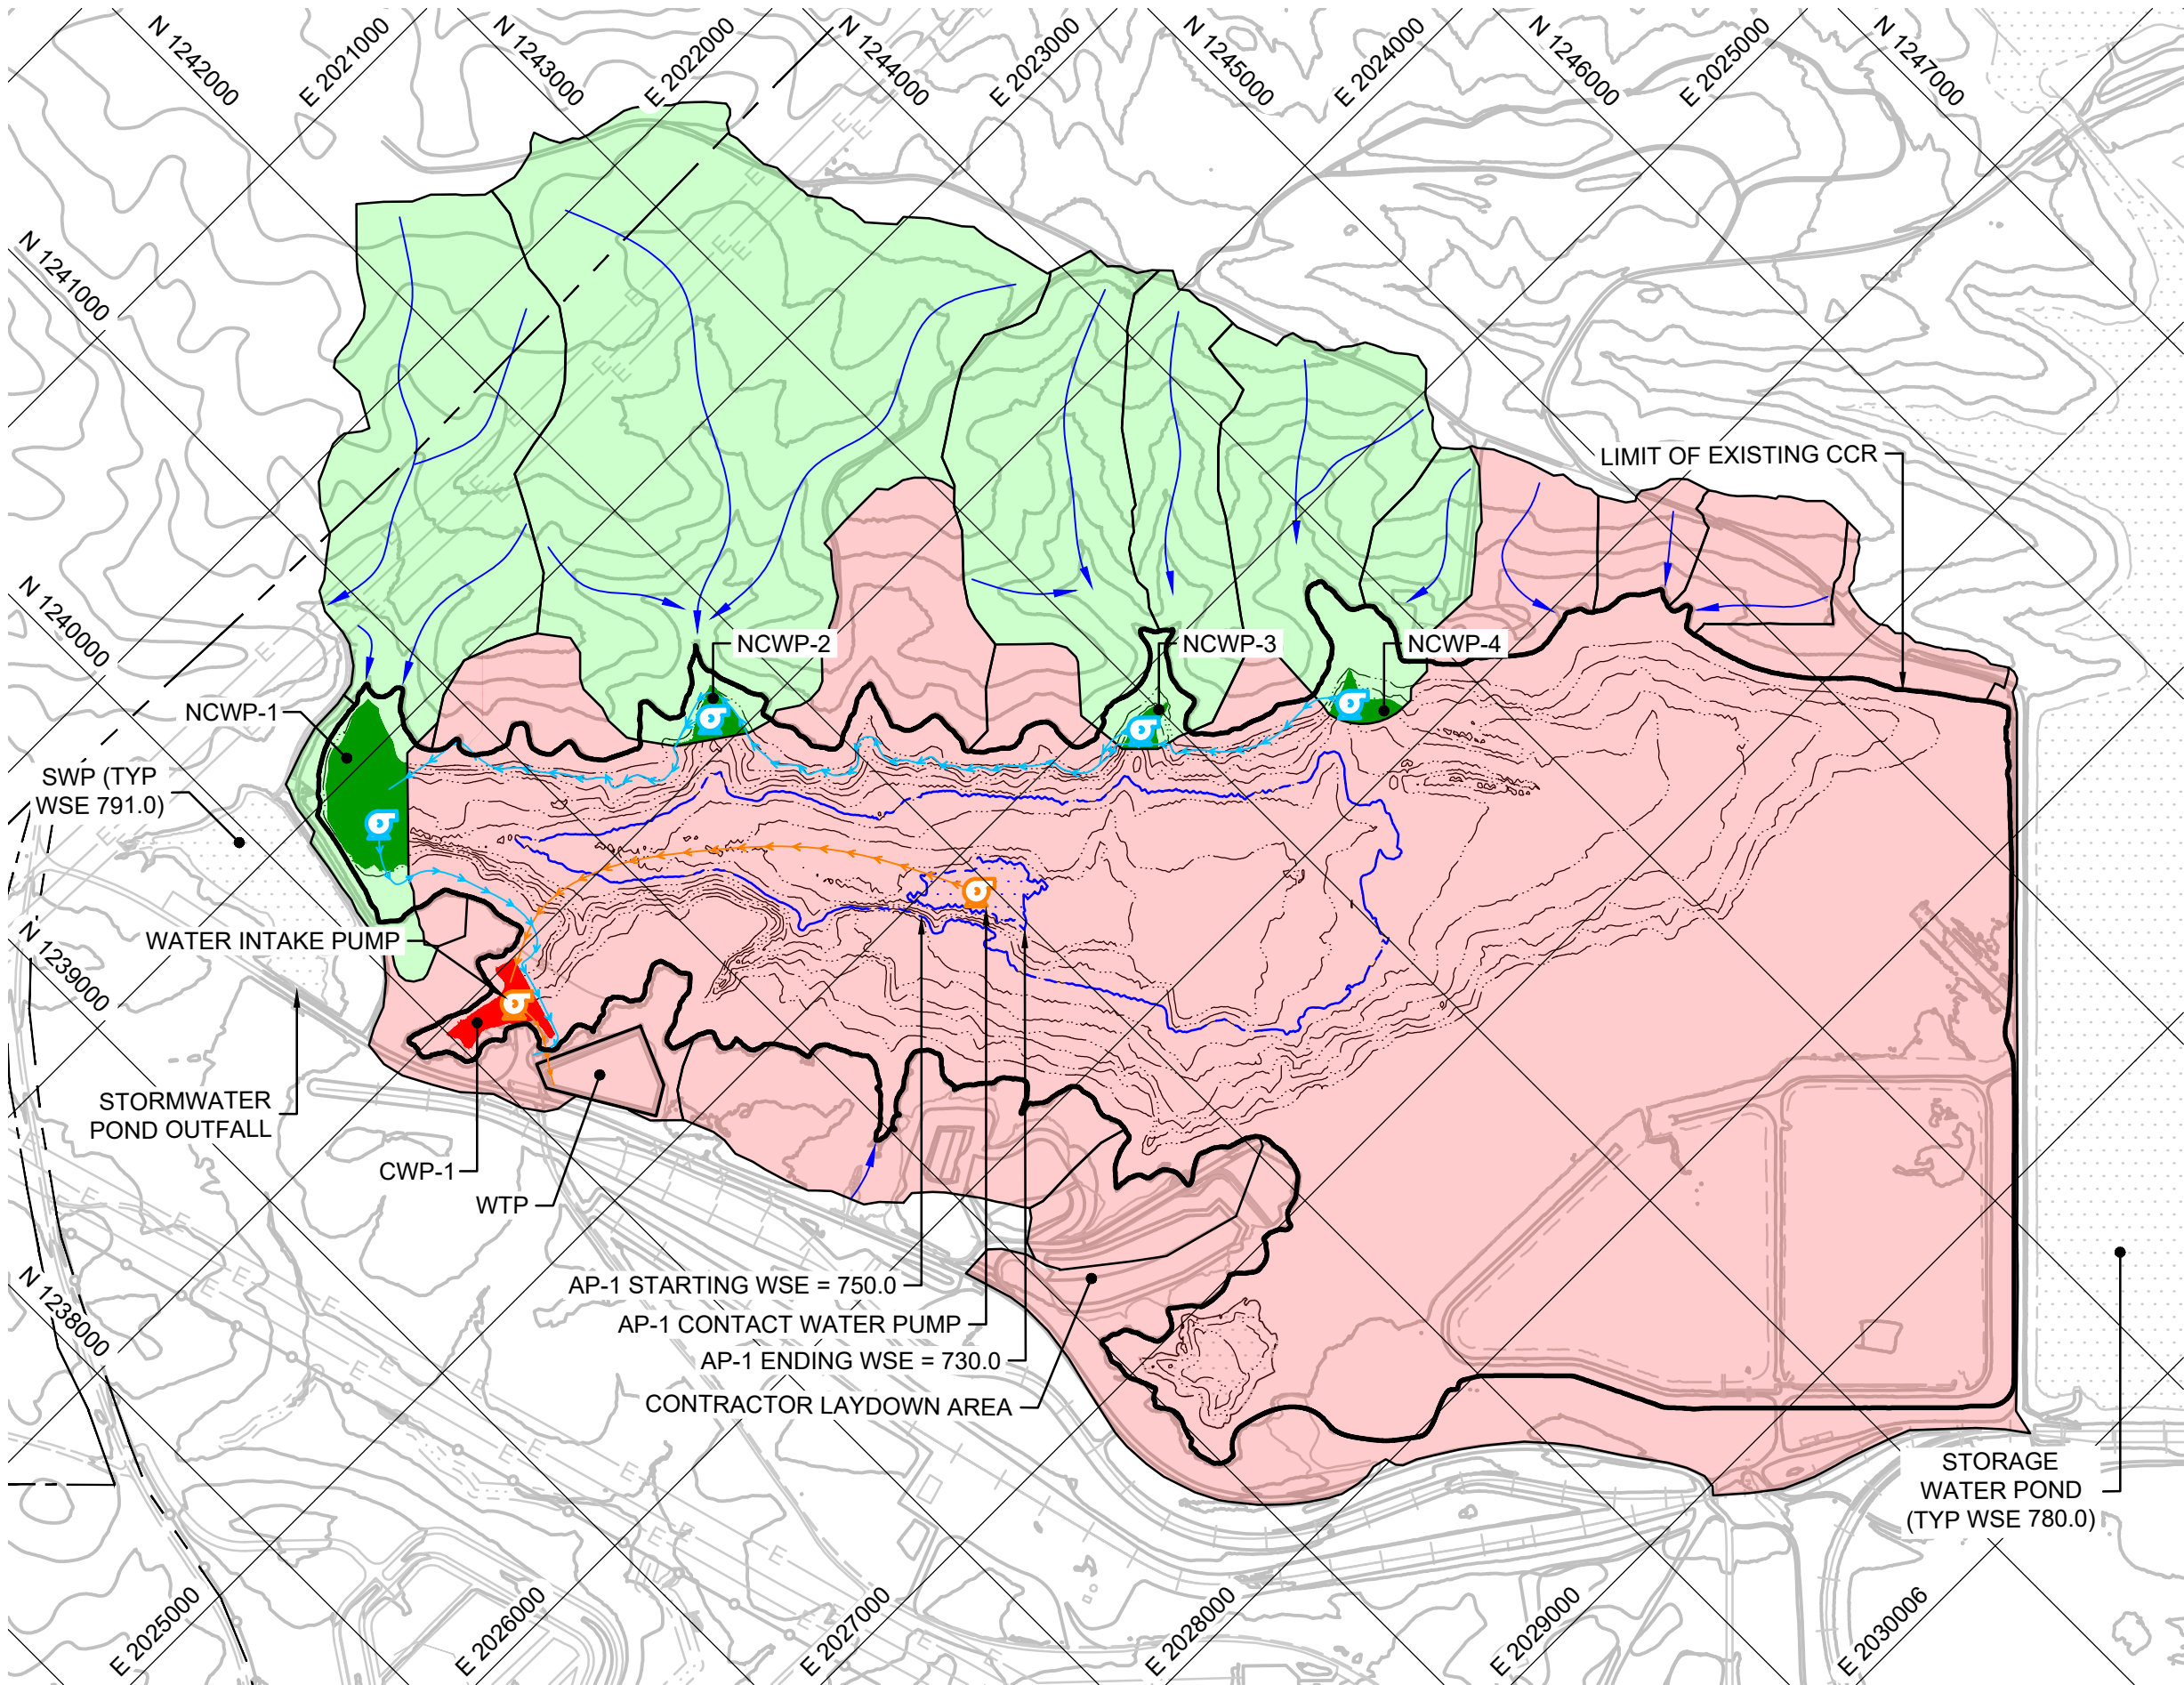 N 1242000
E 2021000
N 1243000
E 2022000
N 1244000
E 2023000
N 1245000
E 2024000
N 1246000
E 2025000
N 1247000
N 1241000
LIMIT OF EXISTING CCR
N 1240000
NCWP-2
NCWP-3
NCWP-4
NCWP-1
SWP (TYP
WSE 791.0)
WATER INTAKE PUMP
N 1239000
STORMWATER
POND OUTFALL
CWP-1
WTP
N 1238000
AP-1 STARTING WSE = 750.0
AP-1 CONTACT WATER PUMP
AP-1 ENDING WSE = 730.0
CONTRACTOR LAYDOWN AREA
STORAGE
WATER POND
(TYP WSE 780.0)
E 2025000
E 2026000
E 2027000
E 2028000
E 2029000
E 2030006